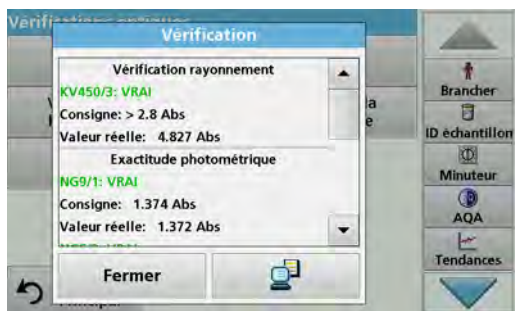 Vérifi
Vérification
Vérification rayonnement
KV450/3: VRAI
Consigne: > 2.8 Abs
Valeur réelle: 4.827 Abs
Exactitude photométrique
NG9/1: VRAI
Consigne: 1.374 Abs
Valeur réelle: 1.372 Abs
Fermer
Brancher
ID échantillon
Minuteur
AQA
Tendances